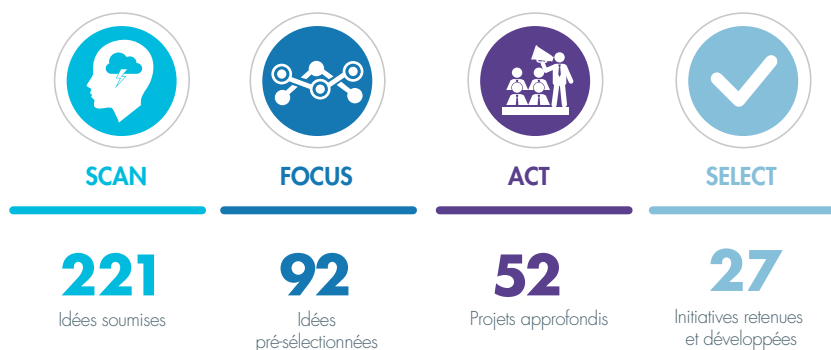 SCAN
FOCUS
ACT
SELECT
221
92
52
27
Idées soumises
Idées
pré-sélectionnées
Projets approfondis
Initiatives retenues
et développées